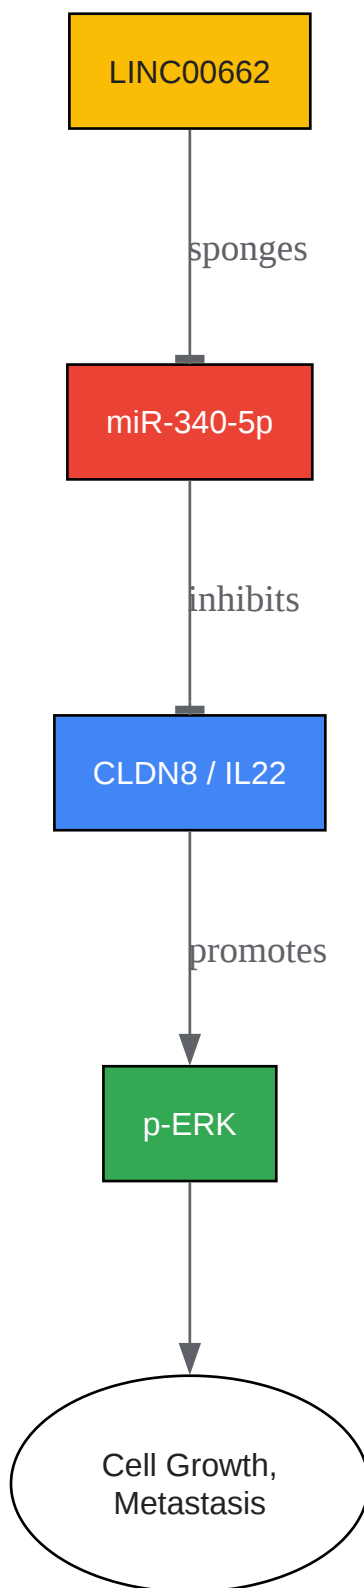 LINC00662
sponges
miR-340-5p
inhibits
CLDN8 / IL22
promotes
p-ERK
Cell Growth,
Metastasis